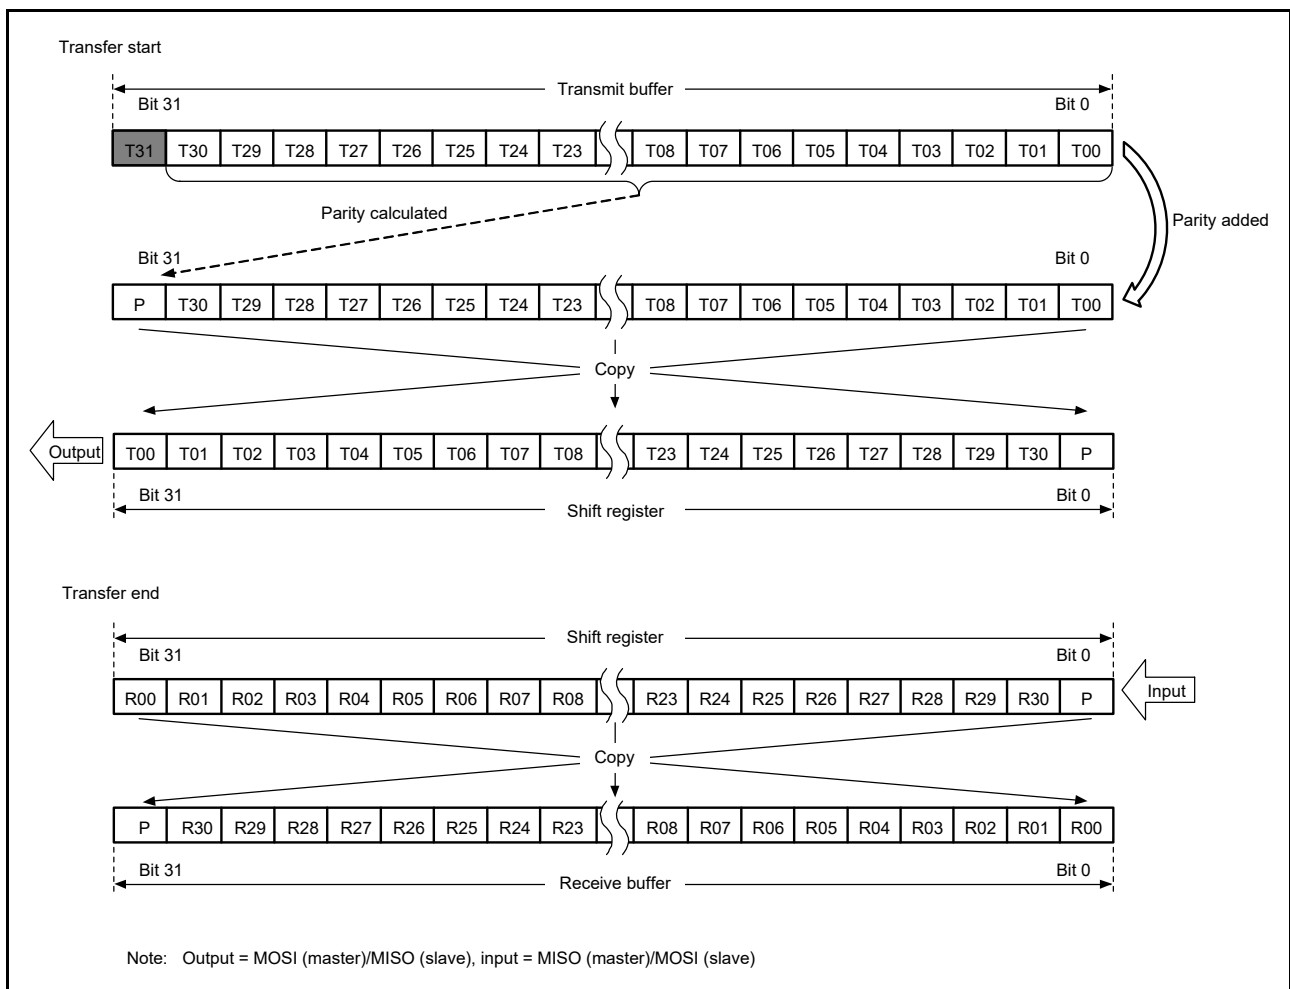 Transfer start
Transmit buffer
Bit 31 Bit 0
T31 T30 T29 T28 T27 T26 T25 T24 T23 T08 T07 T06 T05 T04 T03 T02 T01 T00
Parity calculated
Parity added
Bit 31 Bit 0
P T30 T29 T28 T27 T26 T25 T24 T23 T08 T07 T06 T05 T04 T03 T02 T01 T00
Copy
Output
T00 T01 T02 T03 T04 T05 T06 T07 T08 T23 T24 T25 T26 T27 T28 T29 T30 P
Bit 31 Bit 0
Shift register
Transfer end
Shift register
Bit 31 Bit 0
R00 R01 R02 R03 R04 R05 R06 R07 R08 R23 R24 R25 R26 R27 R28 R29 R30 P
Input
Copy
P R30 R29 R28 R27 R26 R25 R24 R23 R08 R07 R06 R05 R04 R03 R02 R01 R00
Bit 31 Bit 0
Receive buffer
Note: Output = MOSI (master)/MISO (slave), input = MISO (master)/MOSI (slave)